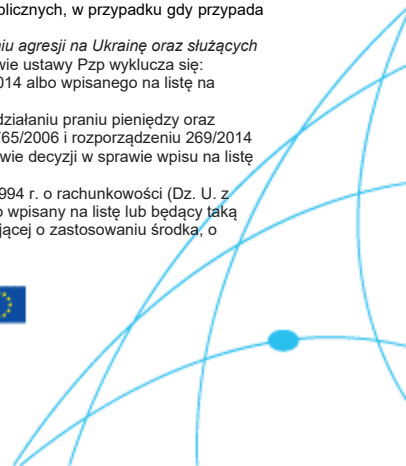 blicznych, w przypadku gdy przypada
niu agresji na Ukrainę oraz służących
wie ustawy Pzp wyklucza się:
014 albo wpisanego na listę na
działaniu praniu pieniędzy oraz
765/2006 i rozporządzeniu 269/2014
wie decyzji w sprawie wpisu na listę
994 r. o rachunkowości (Dz. U. z
o wpisany na listę lub będący taką
jącej o zastosowaniu środka, o